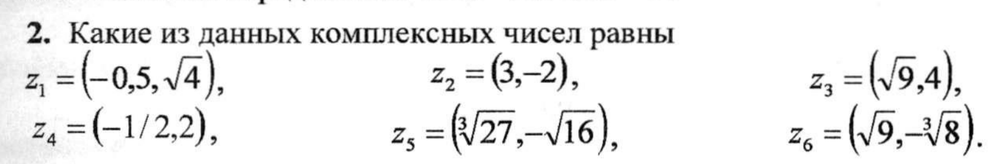 2. Какие из данных комплексных чисел равны
z₁ = (−0,5, √4), z₂ = (3,−2), z₃ = (√9,4),
z₄ = (−1/2,2), z₅ = (∛27,−√16), z₆ = (√9,−∛8).